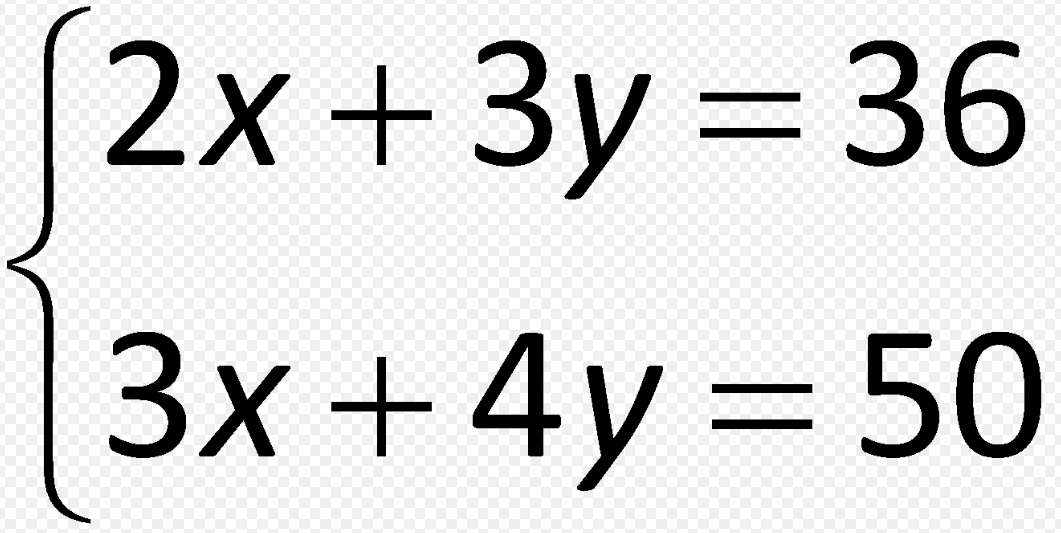 2x + 3y = 36
3x + 4y = 50